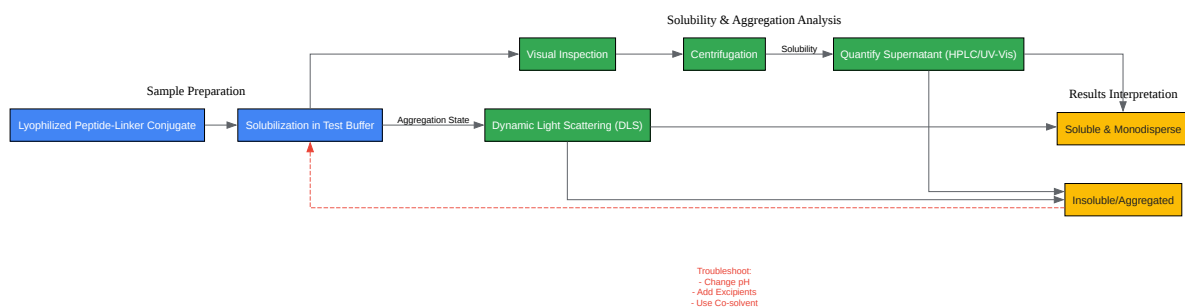 Solubility & Aggregation Analysis
Visual Inspection
Centrifugation
Solubility
Quantify Supernatant (HPLC/UV-Vis)
Sample Preparation
Results Interpretation
Lyophilized Peptide-Linker Conjugate
Solubilization in Test Buffer
Aggregation State
Dynamic Light Scattering (DLS)
Soluble & Monodisperse
Insoluble/Aggregated
Troubleshoot:
- Change pH
- Add Excipients
- Use Co-solvent